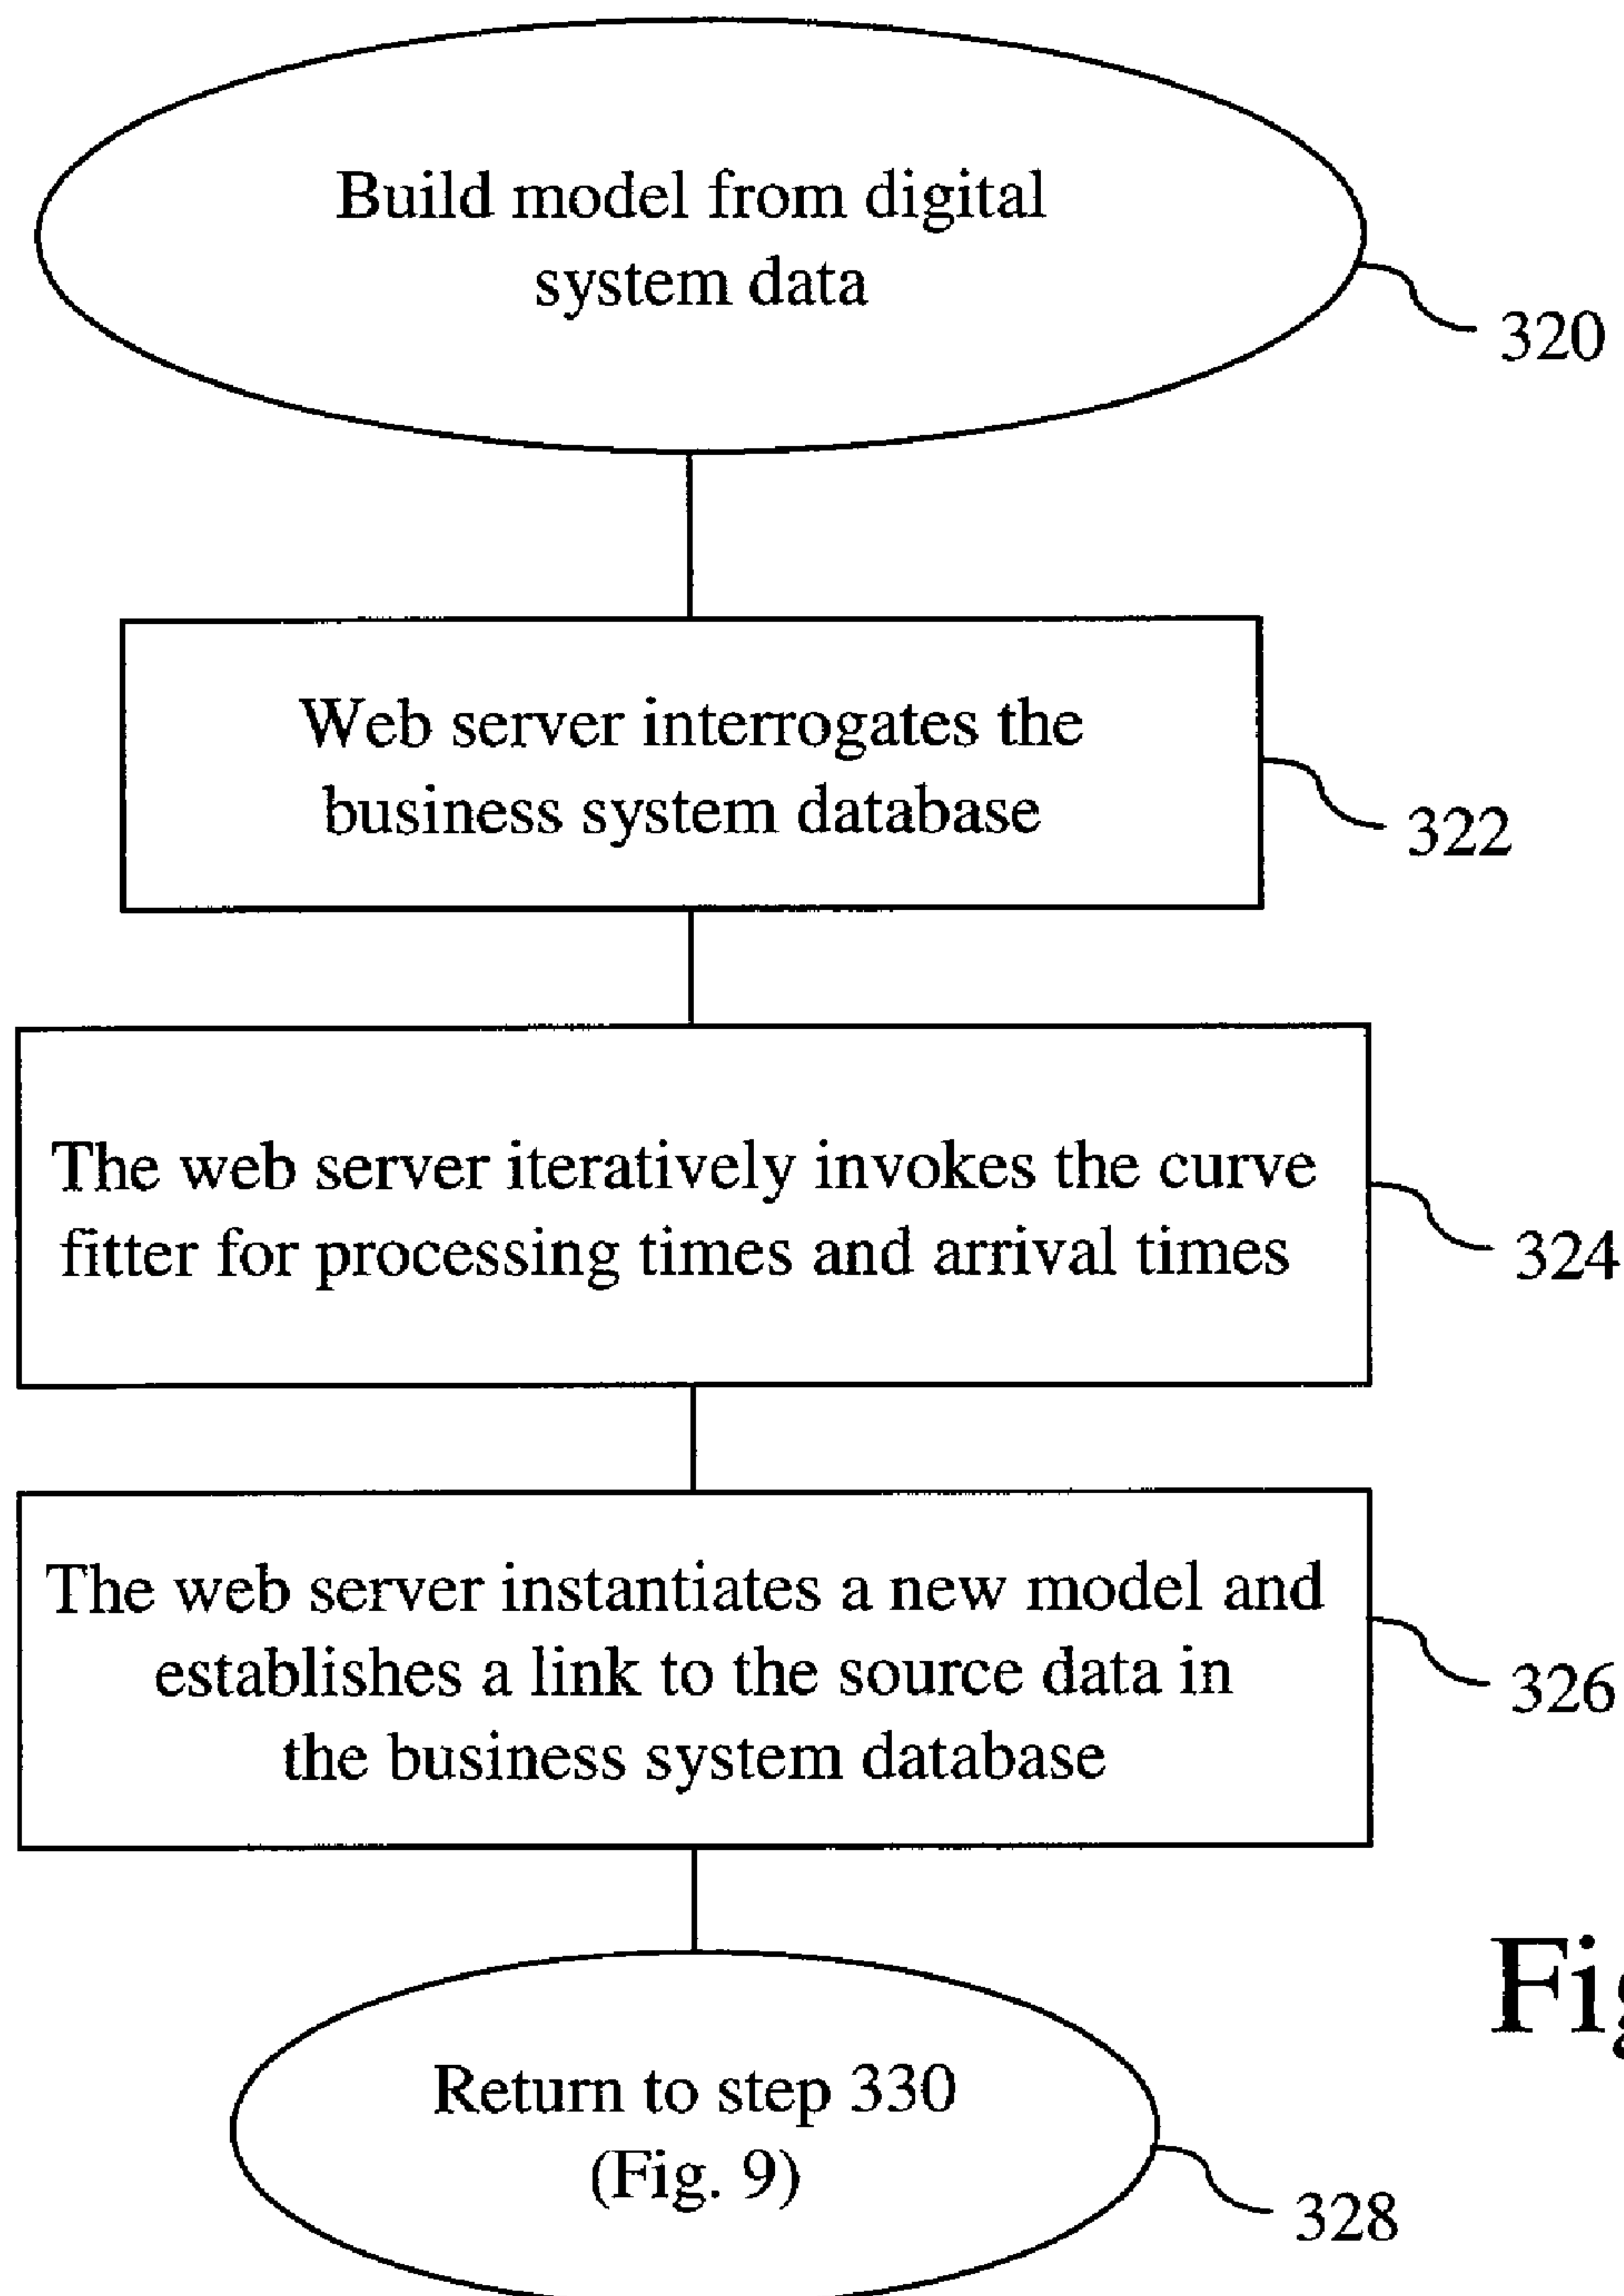 Build model from digital
system data
320
Web server interrogates the
business system database
322
The web server iteratively invokes the curve
fitter for processing times and arrival times
324
The web server instantiates a new model and
establishes a link to the source data in
the business system database
326
Return to step 330
(Fig. 9)
328